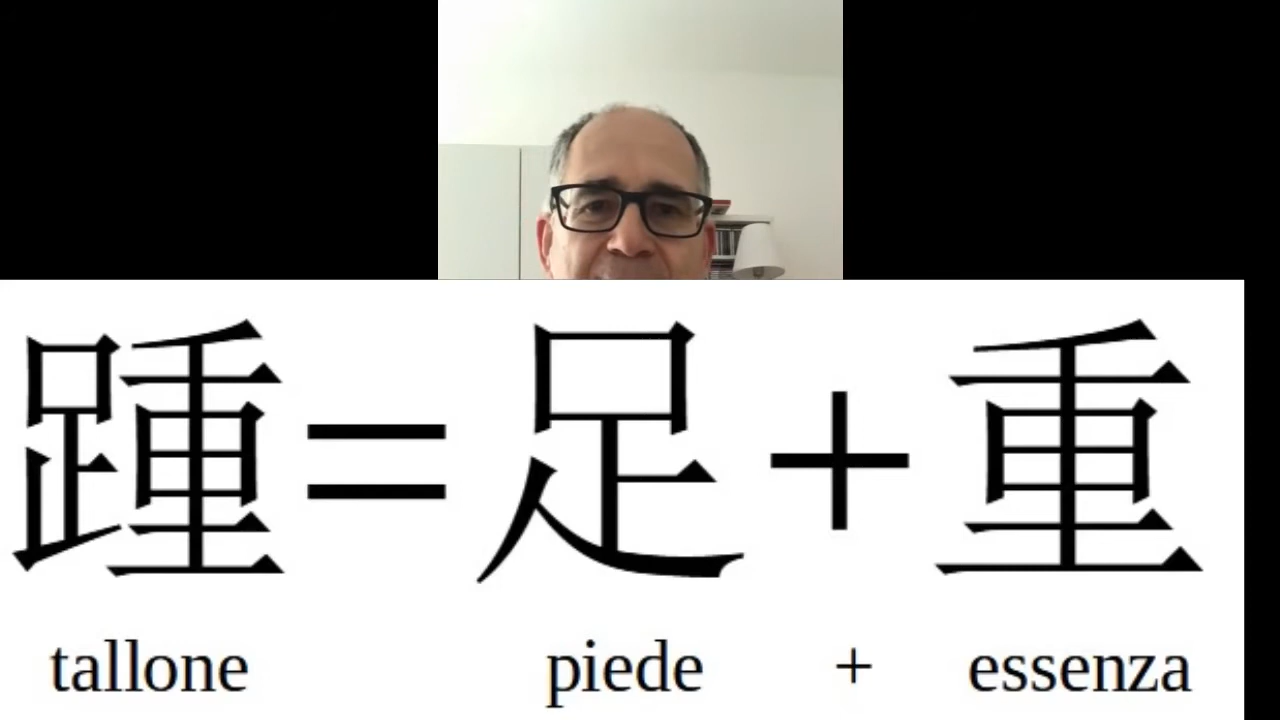 踵=足+重
tallone piede + essenza